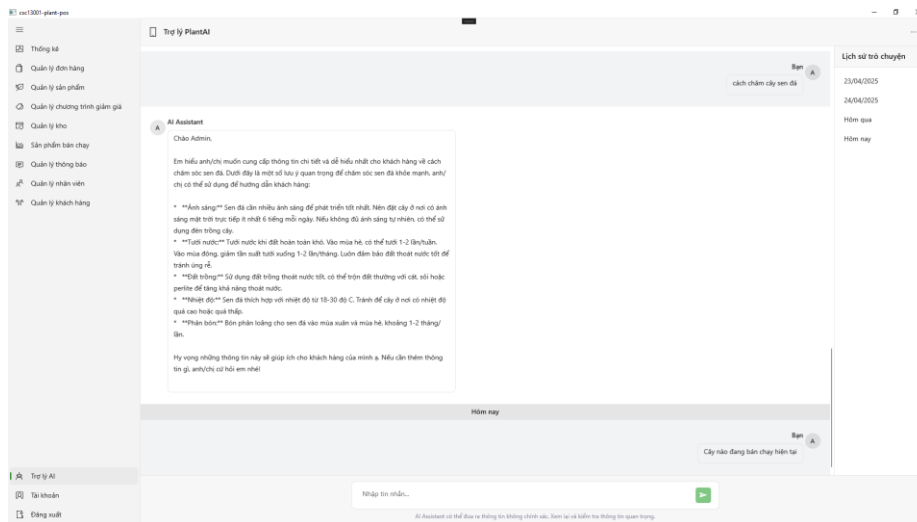 csc13001-plant-pos
Trợ lý PlantAI
Thống kê
Quản lý đơn hàng
Quản lý sản phẩm
Quản lý chương trình giảm giá
Quản lý kho
Sản phẩm bán chạy
Quản lý thông báo
Quản lý nhân viên
Quản lý khách hàng
Trợ lý AI
Tài khoản
Đăng xuất
Bạn
A
cách chăm cây sen đá
A
AI Assistant
Chào Admin,
Em hiểu anh/chị muốn cung cấp thông tin chi tiết và dễ hiểu nhất cho khách hàng về cách
chăm sóc sen đá. Dưới đây là một số lưu ý quan trọng để chăm sóc sen đá khỏe mạnh, anh/
chị có thể sử dụng để hướng dẫn khách hàng:
* **Ánh sáng:** Sen đá cần nhiều ánh sáng để phát triển tốt nhất. Nên đặt cây ở nơi có ánh
sáng mặt trời trực tiếp ít nhất 6 tiếng mỗi ngày. Nếu không đủ ánh sáng tự nhiên, có thể sử
dụng đèn trồng cây.
* **Tưới nước:** Tưới nước khi đất hoàn toàn khô. Vào mùa hè, có thể tưới 1-2 lần/tuần.
Vào mùa đông, giảm tần suất tưới xuống 1-2 lần/tháng. Luôn đảm bảo đất thoát nước tốt để
tránh úng rễ.
* **Đất trồng:** Sử dụng đất trồng thoát nước tốt, có thể trộn đất thường với cát, sỏi hoặc
perlite để tăng khả năng thoát nước.
* **Nhiệt độ:** Sen đá thích hợp với nhiệt độ từ 18-30 độ C. Tránh để cây ở nơi có nhiệt độ
quá cao hoặc quá thấp.
* **Phân bón:** Bón phân loãng cho sen đá vào mùa xuân và mùa hè, khoảng 1-2 tháng/
lần.
Hy vọng những thông tin này sẽ giúp ích cho khách hàng của mình ạ. Nếu cần thêm thông
tin gì, anh/chị cứ hỏi em nhé!
Hôm nay
Bạn
A
Cây nào đang bán chạy hiện tại
Nhập tin nhắn...
AI Assistant có thể đưa ra thông tin không chính xác. Xem lại và kiểm tra thông tin quan trọng.
Lịch sử trò chuyện
23/04/2025
24/04/2025
Hôm qua
Hôm nay